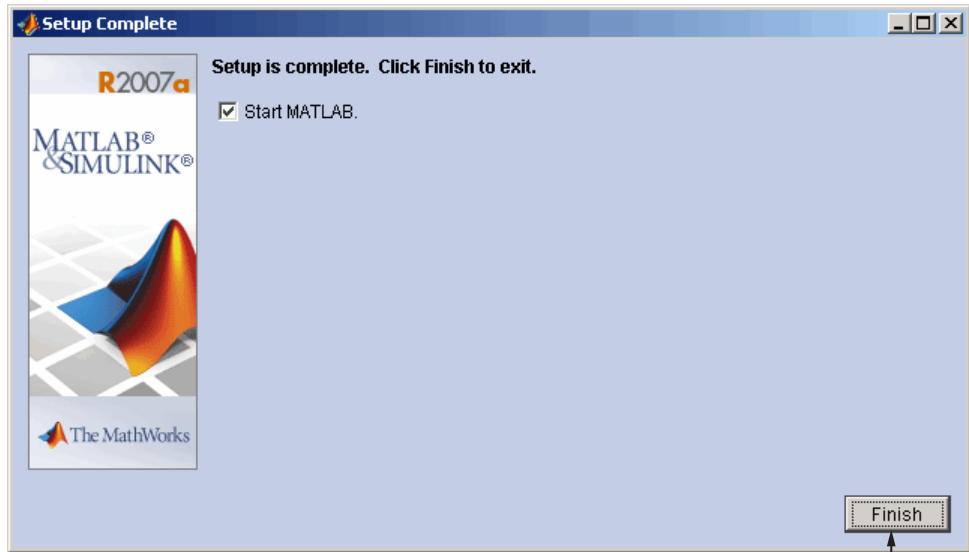 Setup Complete
R2007a
MATLAB®
&SIMULINK®
The MathWorks
Setup is complete. Click Finish to exit.
Start MATLAB.
Finish